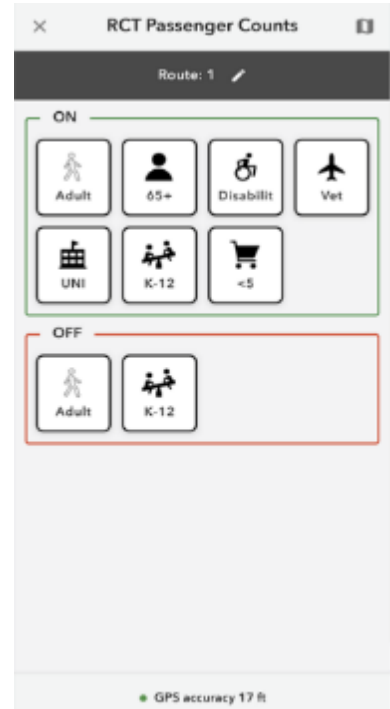 RCT Passenger Counts
Route: 1
ON
Adult 65+ Disabilit Vet
UNI K-12 <5
OFF
Adult K-12
GPS accuracy 17 ft